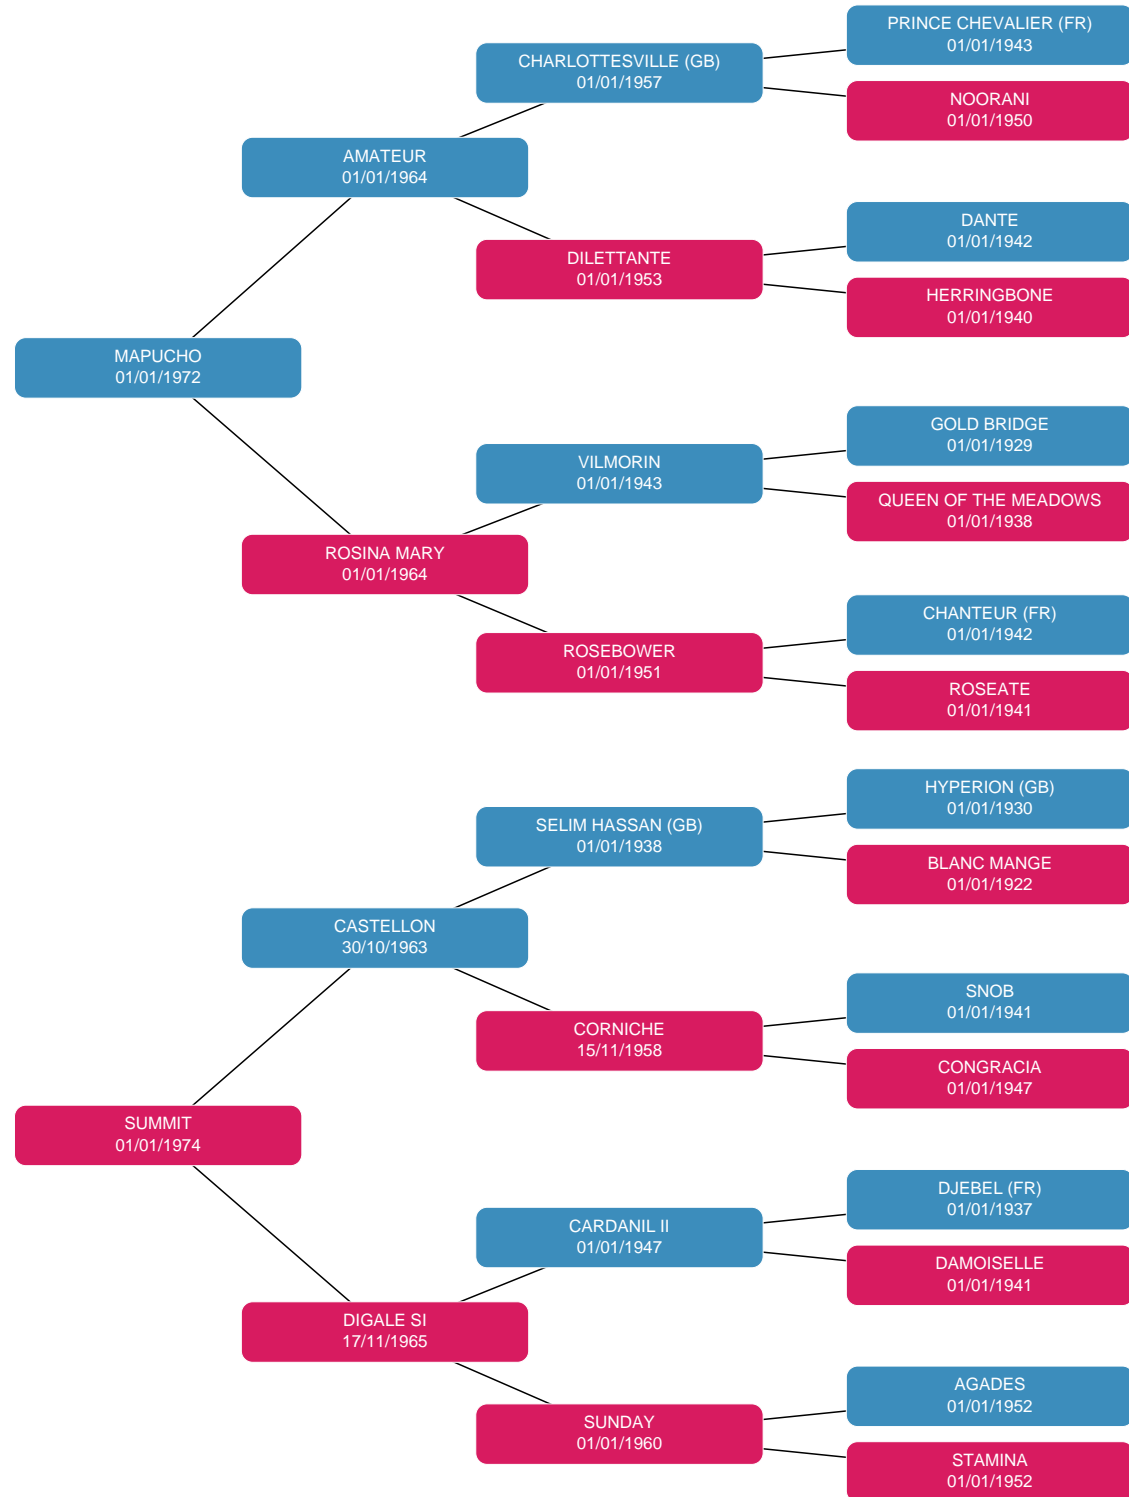 PRINCE CHEVALIER (FR)
01/01/1943
CHARLOTTESVILLE (GB)
01/01/1957
NOORANI
01/01/1950
AMATEUR
01/01/1964
DANTE
01/01/1942
DILETTANTE
01/01/1953
HERRINGBONE
01/01/1940
MAPUCHO
01/01/1972
GOLD BRIDGE
01/01/1929
VILMORIN
01/01/1943
QUEEN OF THE MEADOWS
01/01/1938
ROSINA MARY
01/01/1964
CHANTEUR (FR)
01/01/1942
ROSEBOWER
01/01/1951
ROSEATE
01/01/1941
HYPERION (GB)
01/01/1930
SELIM HASSAN (GB)
01/01/1938
BLANC MANGE
01/01/1922
CASTELLON
30/10/1963
SNOB
01/01/1941
CORNICHE
15/11/1958
CONGRACIA
01/01/1947
SUMMIT
01/01/1974
DJEBEL (FR)
01/01/1937
CARDANIL II
01/01/1947
DAMOISELLE
01/01/1941
DIGALE SI
17/11/1965
AGADES
01/01/1952
SUNDAY
01/01/1960
STAMINA
01/01/1952